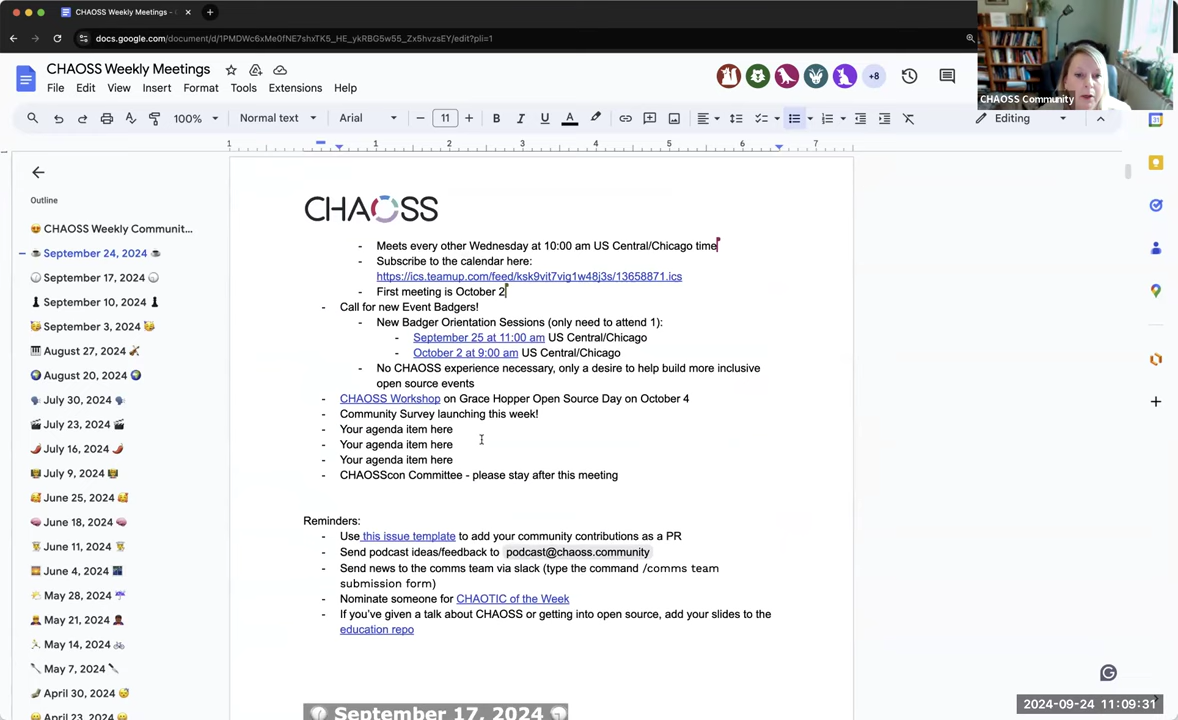 CHAOSS Weekly Meetings -
docs.google.com/document/d/1PMDWc6xMe0fNE7shxTK5_HE_ykRBG5w55_Zx5hvzsEY/edit?pli=1
CHAOSS Weekly Meetings
File Edit View Insert Format Tools Extensions Help
+8
CHAOSS Community
100% Normal text Arial 11 Editing
1 1 2 3 4 5 6 7
Outline
CHAOSS Weekly Communit...
September 24, 2024
September 17, 2024
September 10, 2024
September 3, 2024
August 27, 2024
August 20, 2024
July 30, 2024
July 23, 2024
July 16, 2024
July 9, 2024
June 25, 2024
June 18, 2024
June 11, 2024
June 4, 2024
May 28, 2024
May 21, 2024
May 14, 2024
May 7, 2024
April 30, 2024
April 23, 2024
CHAOSS
- Meets every other Wednesday at 10:00 am US Central/Chicago time
- Subscribe to the calendar here:
https://ics.teamup.com/feed/ksk9vit7vig1w48j3s/13658871.ics
- First meeting is October 2
- Call for new Event Badgers!
- New Badger Orientation Sessions (only need to attend 1):
- September 25 at 11:00 am US Central/Chicago
- October 2 at 9:00 am US Central/Chicago
- No CHAOSS experience necessary, only a desire to help build more inclusive
open source events
- CHAOSS Workshop on Grace Hopper Open Source Day on October 4
- Community Survey launching this week!
- Your agenda item here
- Your agenda item here
- Your agenda item here
- CHAOSScon Committee - please stay after this meeting
Reminders:
- Use this issue template to add your community contributions as a PR
- Send podcast ideas/feedback to podcast@chaoss.community
- Send news to the comms team via slack (type the command /comms team
submission form)
- Nominate someone for CHAOTIC of the Week
- If you've given a talk about CHAOSS or getting into open source, add your slides to the
education repo
September 17, 2024
2024-09-24 11:09:31